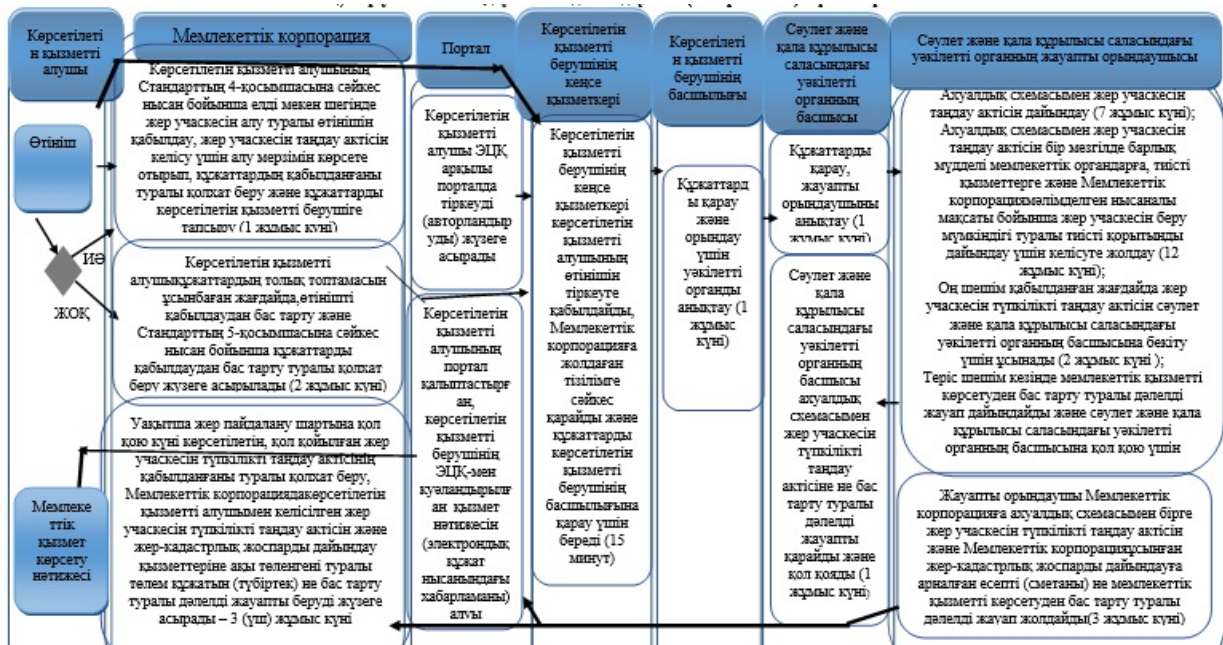 Көрсетілеті
н қызметті
алушы
Мемлекеттік корпорация
Портал
Көрсетілетін
қызметті
берушінің
кеңсе
қызметкері
Көрсетілеті
н қызметті
берушінің
басшылығы
Сәулет және
қала құрылысы
саласындағы
уәкілетті
органның
басшысы
Сәулет және қала құрылысы саласындағы
уәкілетті органның жауапты орындаушысы
Өтініш
ИӘ
ЖОҚ
Мемлеке
ттік
қызмет
көрсету
нәтижесі
Көрсетілетін қызметті алушының
Стандарттың 4-қосымшасына сәйкес
нысан бойынша елді мекен шегінде
жер учаскесін алу туралы өтінішін
қабылдау, жер учаскесін таңдау актісін
келісу үшін алу мерзімін көрсете
отырып, құжаттардың қабылданғаны
туралы қолхат беру және құжаттарды
көрсетілетін қызметті берушіге
тапсыру (1 жұмыс күні)
Көрсетілетін қызметті
алушықұжаттардың толық топтамасын
ұсынбаған жағдайда,өтінішті
қабылдаудан бас тарту және
Стандарттың 5-қосымшасына сәйкес
нысан бойынша құжаттарды
қабылдаудан бас тарту туралы қолхат
беру жүзеге асырылады (2 жұмыс күні)
Уақытша жер пайдалану шартына қол
қою күні көрсетілетін, қол қойылған жер
учаскесін түпкілікті таңдау актісінің
қабылданғаны туралы қолхат беру,
Мемлекеттік корпорациядакөрсетілетін
қызметті алушымен келісілген жер
учаскесін түпкілікті таңдау актісін және
жер-кадастрлық жоспарды дайындау
қызметтеріне ақы төленгені туралы
төлем құжатын (түбіртек) не бас тарту
туралы дәлелді жауапты беруді жүзеге
асырады – 3 (үш) жұмыс күні
Көрсетілетін
қызметті
алушы ЭЦҚ
арқылы
порталда
тіркеуді
(авторландыр
уды) жүзеге
асырады
Көрсетілетін
қызметті
алушының
портал
қалыптастырғ
ан,
көрсетілетін
қызметті
берушінің
ЭЦҚ-мен
куәландырылғ
ан қызмет
нәтижесін
(электрондық
құжат
нысанындағы
хабарламаны)
алуы
Көрсетілетін
қызметті
берушінің
кеңсе
қызметкері
көрсетілетін
қызметті
алушының
өтінішін
тіркеуге
қабылдайды,
Мемлекеттік
корпорацияға
жолдаған
тізілімге
сәйкес
қарайды және
құжаттарды
көрсетілетін
қызметті
берушінің
басшылығына
қарау үшін
береді (15
минут)
Құжаттард
ы қарау
және
орындау
үшін
уәкілетті
органды
анықтау (1
жұмыс
күні)
Құжаттарды
қарау,
жауапты
орындаушыны
анықтау (1
жұмыс күні)
Сәулет және
қала
құрылысы
саласындағы
уәкілетті
органның
басшысы
ахуалдық
схемасымен
жер учаскесін
түпкілікті
таңдау
актісіне не бас
тарту туралы
дәлелді
жауапты
қарайды және
қол қояды (1
жұмыс күні)
Ахуалдық схемасымен жер учаскесін
таңдау актісін дайындау (7 жұмыс күні);
Ахуалдық схемасымен жер учаскесін
таңдау актісін бір мезгілде барлық
мүдделі мемлекеттік органдарға, тиісті
қызметтерге және Мемлекеттік
корпорациямәлімделген нысаналы
мақсаты бойынша жер учаскесін беру
мүмкіндігі туралы тиісті қорытынды
дайындау үшін келісуге жолдау (12
жұмыс күні);
Оң шешім қабылданған жағдайда жер
учаскесін түпкілікті таңдау актісін сәулет
және қала құрылысы саласындағы
уәкілетті органның басшысына бекіту
үшін ұсынады (2 жұмыс күні );
Теріс шешім кезінде мемлекеттік қызметті
көрсетуден бас тарту туралы дәлелді
жауап дайындайды және сәулет және қала
құрылысы саласындағы уәкілетті
органның басшысына қол қою үшін
Жауапты орындаушы Мемлекеттік
корпорацияға ахуалдық схемасымен бірге
жер учаскесін түпкілікті таңдау актісін
және Мемлекеттік корпорацияұсынған
жер-кадастрлық жоспарды дайындауға
арналған есепті (сметаны) не мемлекеттік
қызметті көрсетуден бас тарту туралы
дәлелді жауап жолдайды(3 жұмыс күні)